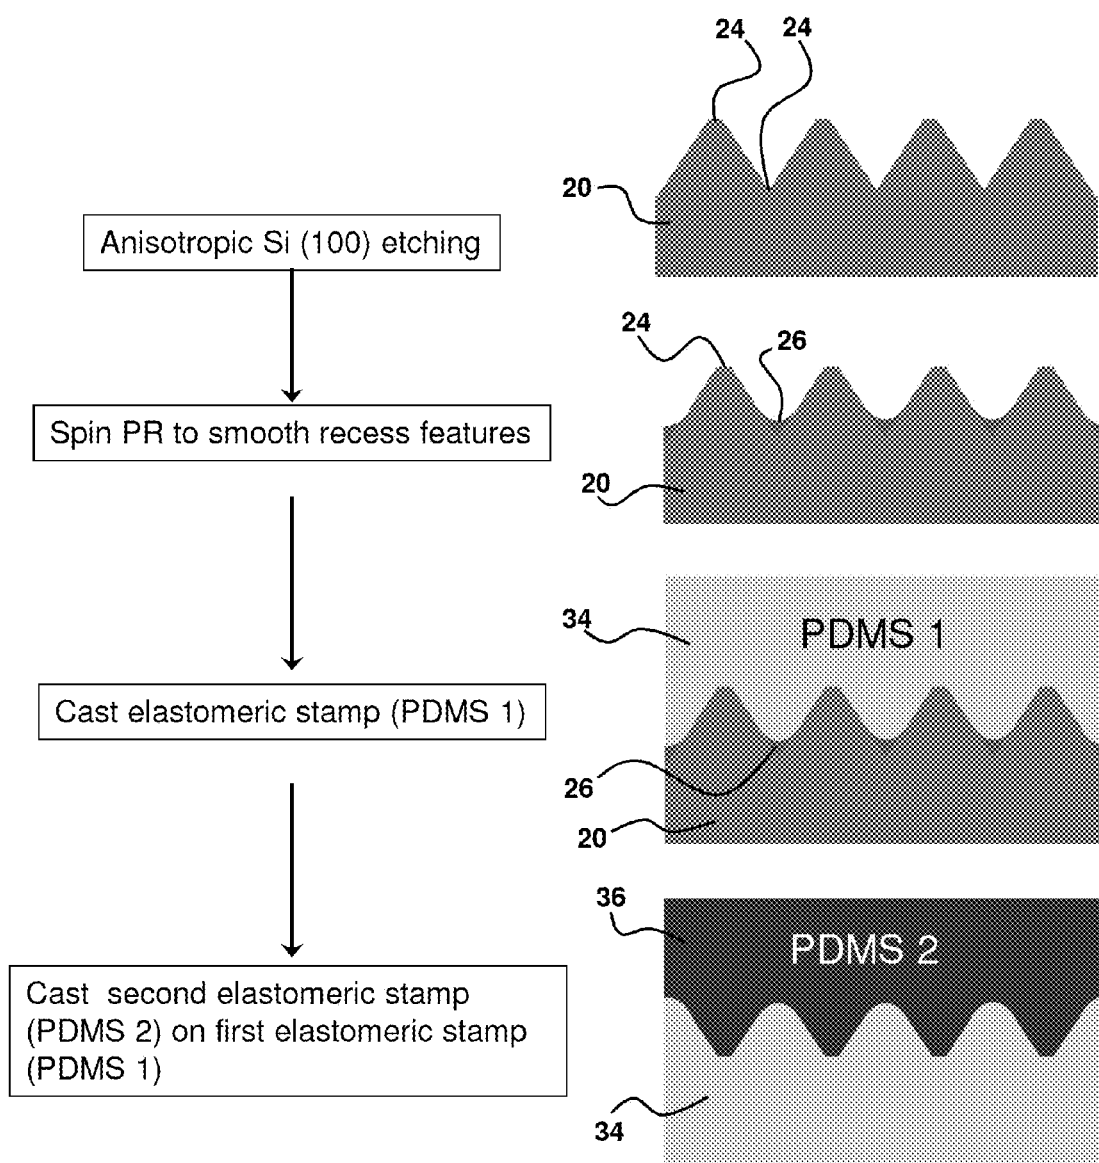 24 24
20
Anisotropic Si (100) etching
24
26
Spin PR to smooth recess features
20
34
PDMS 1
Cast elastomeric stamp (PDMS 1)
26
20
36
PDMS 2
Cast second elastomeric stamp
(PDMS 2) on first elastomeric stamp
(PDMS 1)
34